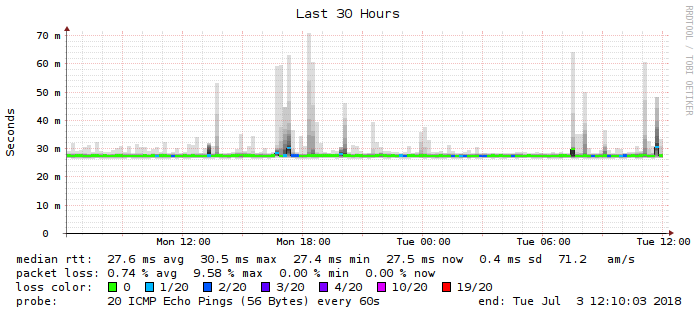 Last 30 Hours
RRDTOOL / TOBI OETIKER
Seconds
70 m
60 m
50 m
40 m
30 m
20 m
10 m
0
Mon 12:00 Mon 18:00 Tue 00:00 Tue 06:00 Tue 12:00
median rtt: 27.6 ms avg 30.5 ms max 27.4 ms min 27.5 ms now 0.4 ms sd 71.2 am/s
packet loss: 0.74 % avg 9.58 % max 0.00 % min 0.00 % now
loss color: 0 1/20 2/20 3/20 4/20 10/20 19/20
probe: 20 ICMP Echo Pings (56 Bytes) every 60s end: Tue Jul 3 12:10:03 2018